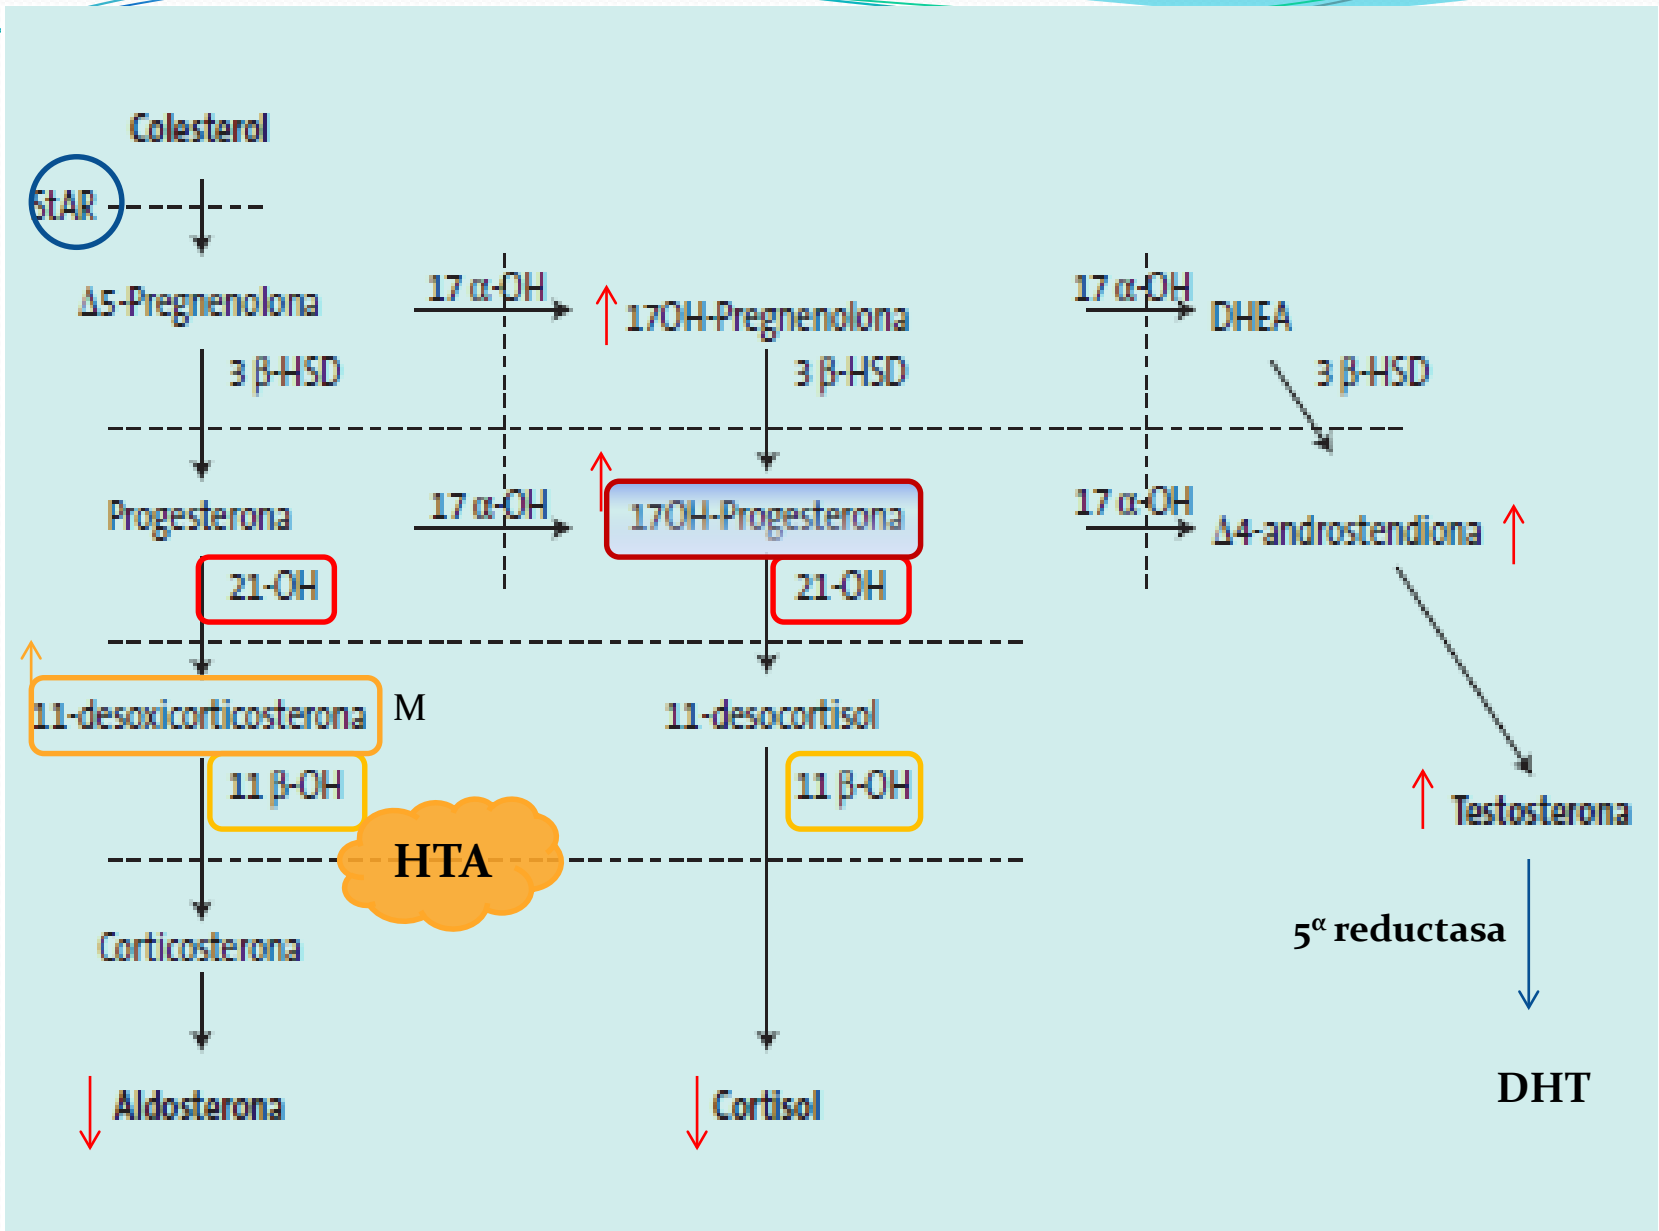 Colesterol
StAR
Δ5-Pregnenolona
17 α-OH
17OH-Pregnenolona
17 α-OH
DHEA
3 β-HSD
3 β-HSD
3 β-HSD
Progesterona
17 α-OH
17OH-Progesterona
17 α-OH
Δ4-androstendiona
21-OH
21-OH
11-desoxicorticosterona
M
11-desocortisol
11 β-OH
11 β-OH
Testosterona
HTA
5α reductasa
Corticosterona
DHT
Aldosterona
Cortisol